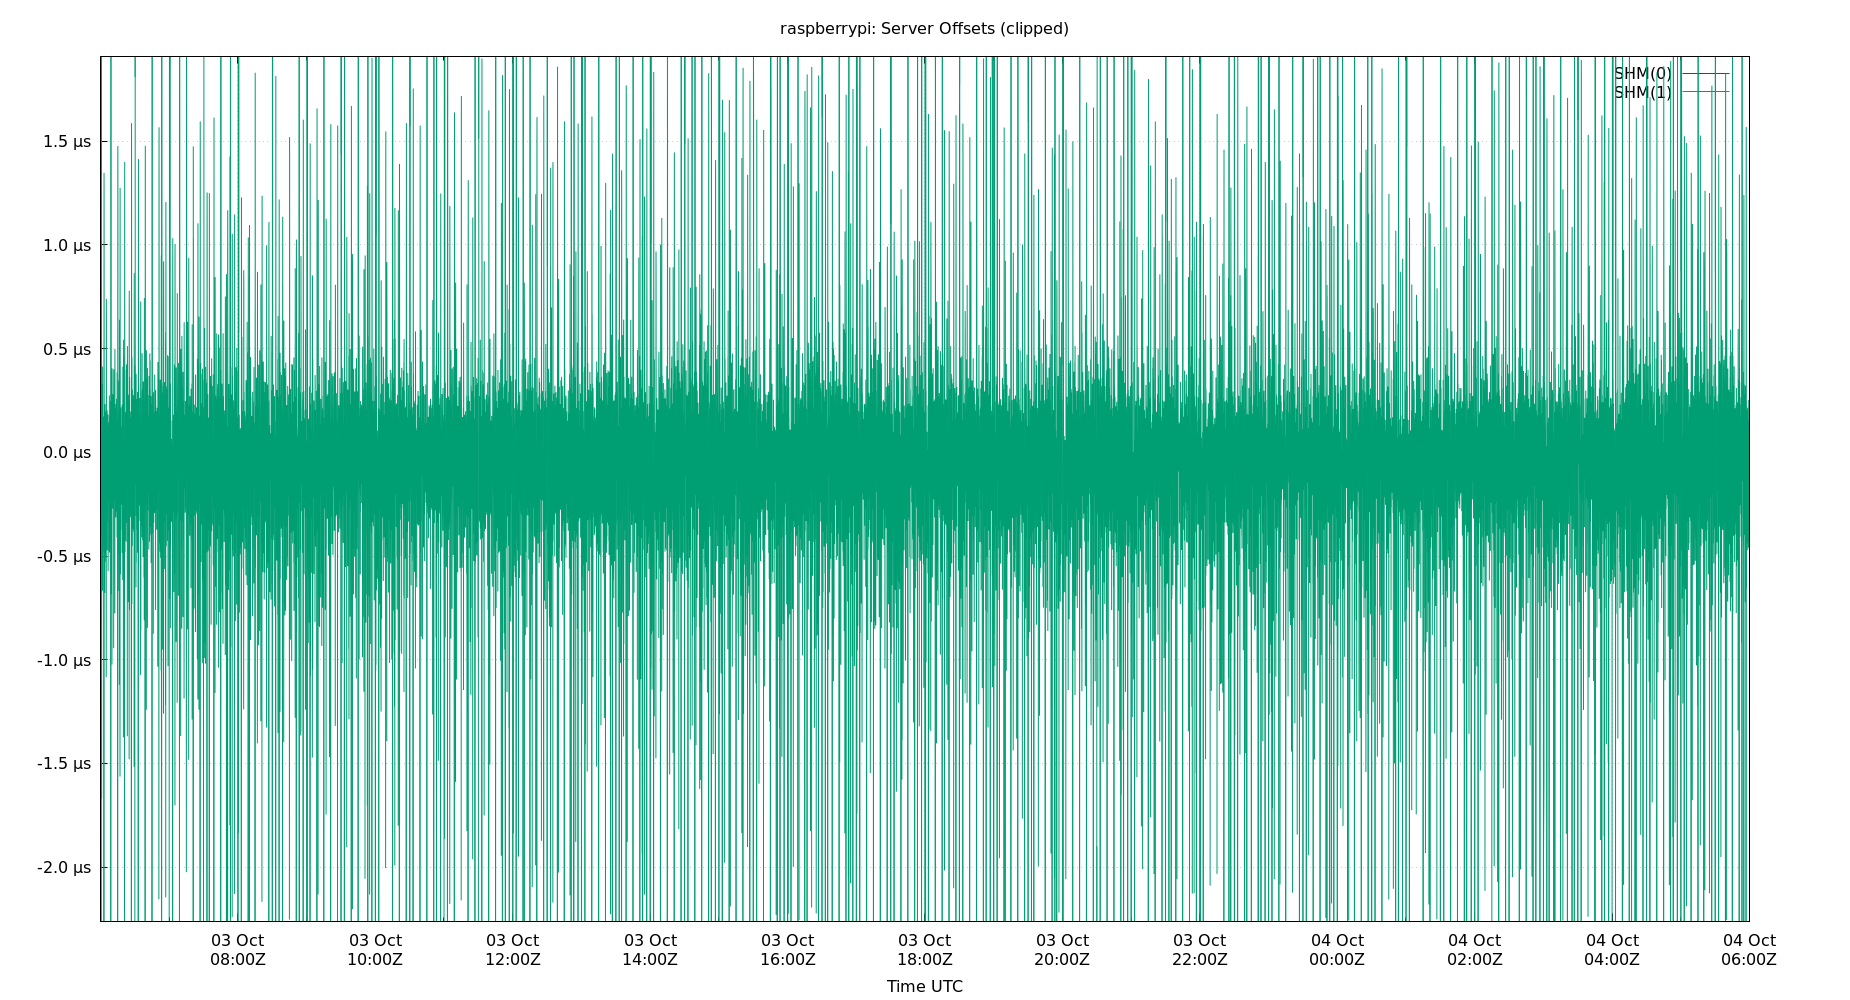 raspberrypi: Server Offsets (clipped)
SHM(0)
SHM(1)
1.5 µs
1.0 µs
0.5 µs
0.0 µs
-0.5 µs
-1.0 µs
-1.5 µs
-2.0 µs
03 Oct 03 Oct 03 Oct 03 Oct 03 Oct 03 Oct 03 Oct 03 Oct 04 Oct 04 Oct 04 Oct 04 Oct
08:00Z 10:00Z 12:00Z 14:00Z 16:00Z 18:00Z 20:00Z 22:00Z 00:00Z 02:00Z 04:00Z 06:00Z
Time UTC